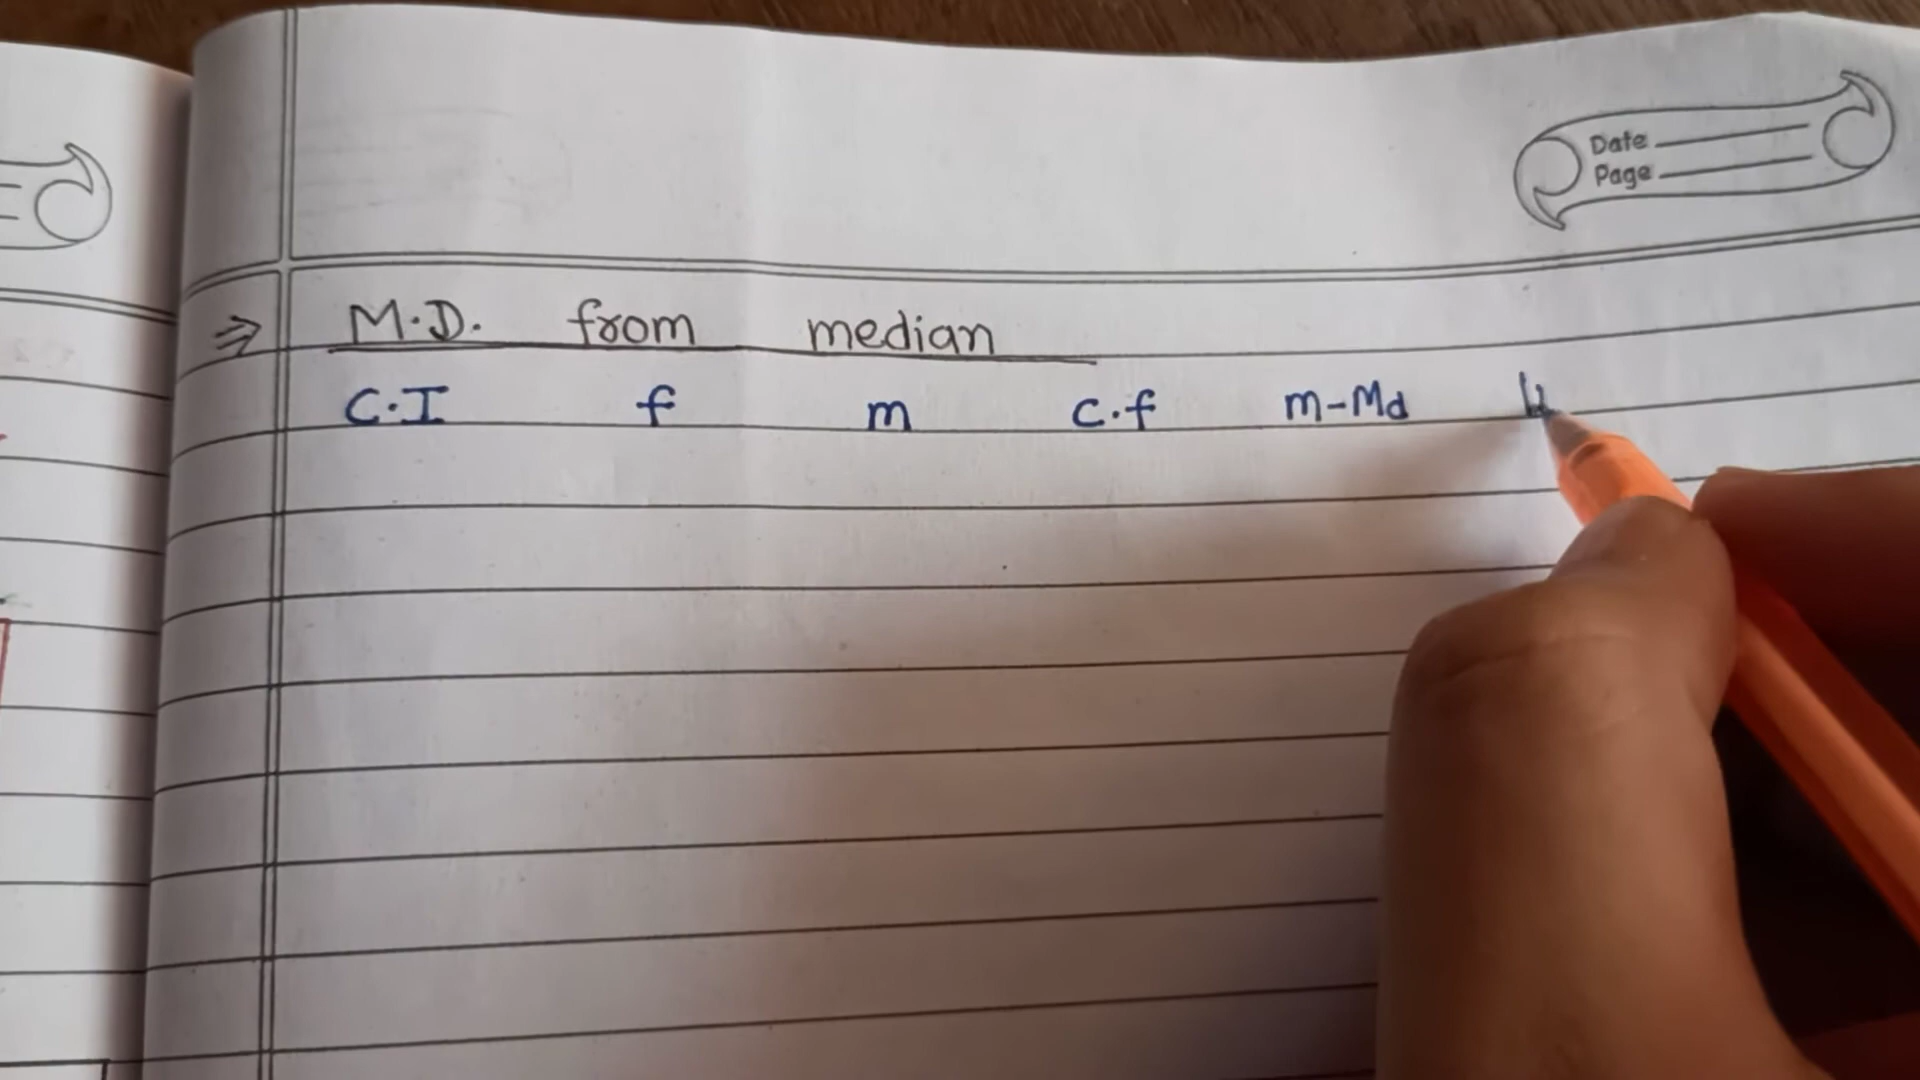 Date
Page
⇒ M.D. from median
C.I f m c.f m-Md